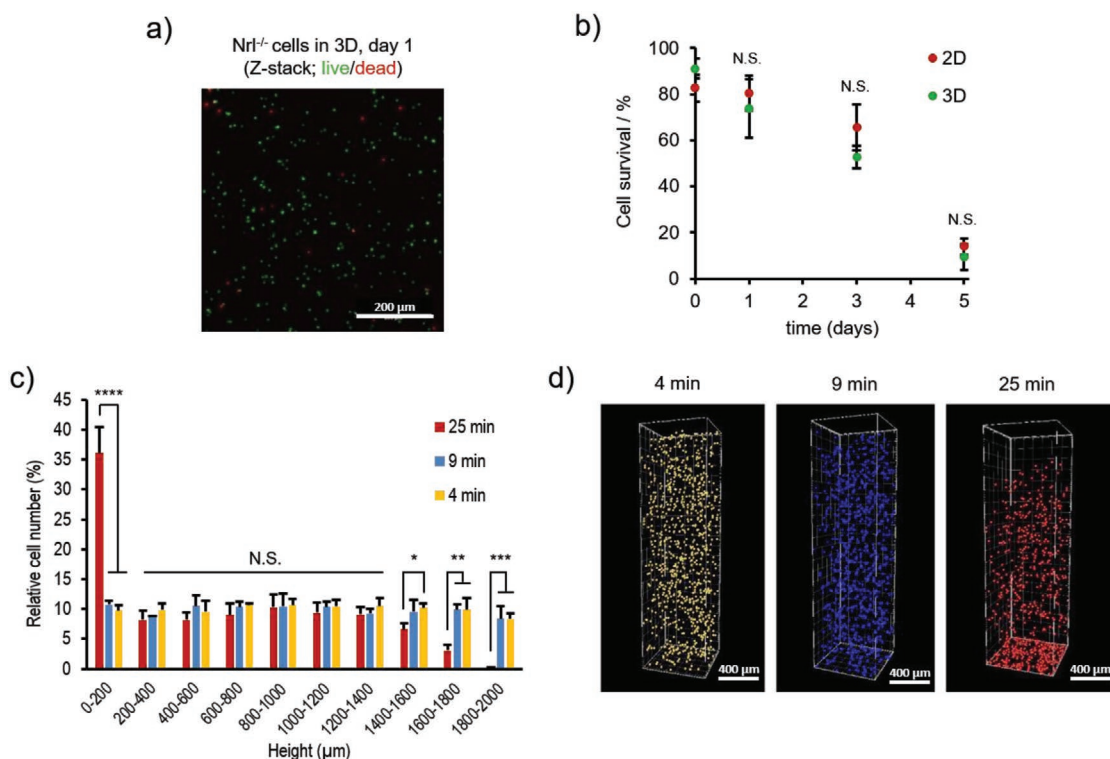 a)
Nrl-/- cells in 3D, day 1
(Z-stack; live/dead)
200 µm
b)
Cell survival / %
100
80
60
40
20
0
N.S.
N.S.
N.S.
2D
3D
0 1 2 3 4 5
time (days)
c)
Relative cell number (%)
45
40
35
30
25
20
15
10
5
0
****
N.S.
*
**
***
25 min
9 min
4 min
0-200
200-400
400-600
600-800
800-1000
1000-1200
1200-1400
1400-1600
1600-1800
1800-2000
Height (µm)
d)
4 min
9 min
25 min
400 µm
400 µm
400 µm